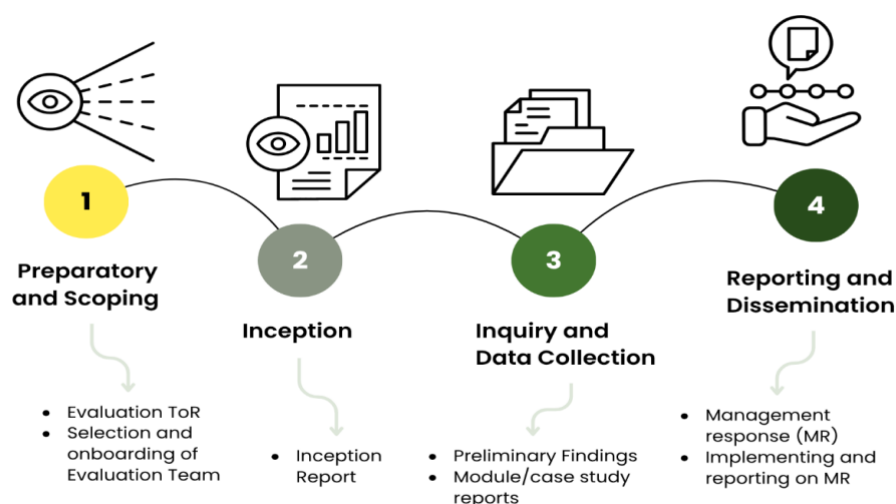 1
Preparatory
and Scoping
• Evaluation ToR
• Selection and
onboarding of
Evaluation Team
2
Inception
• Inception
Report
3
Inquiry and
Data Collection
• Preliminary Findings
• Module/case study
reports
4
Reporting and
Dissemination
• Management
response (MR)
• Implementing and
reporting on MR